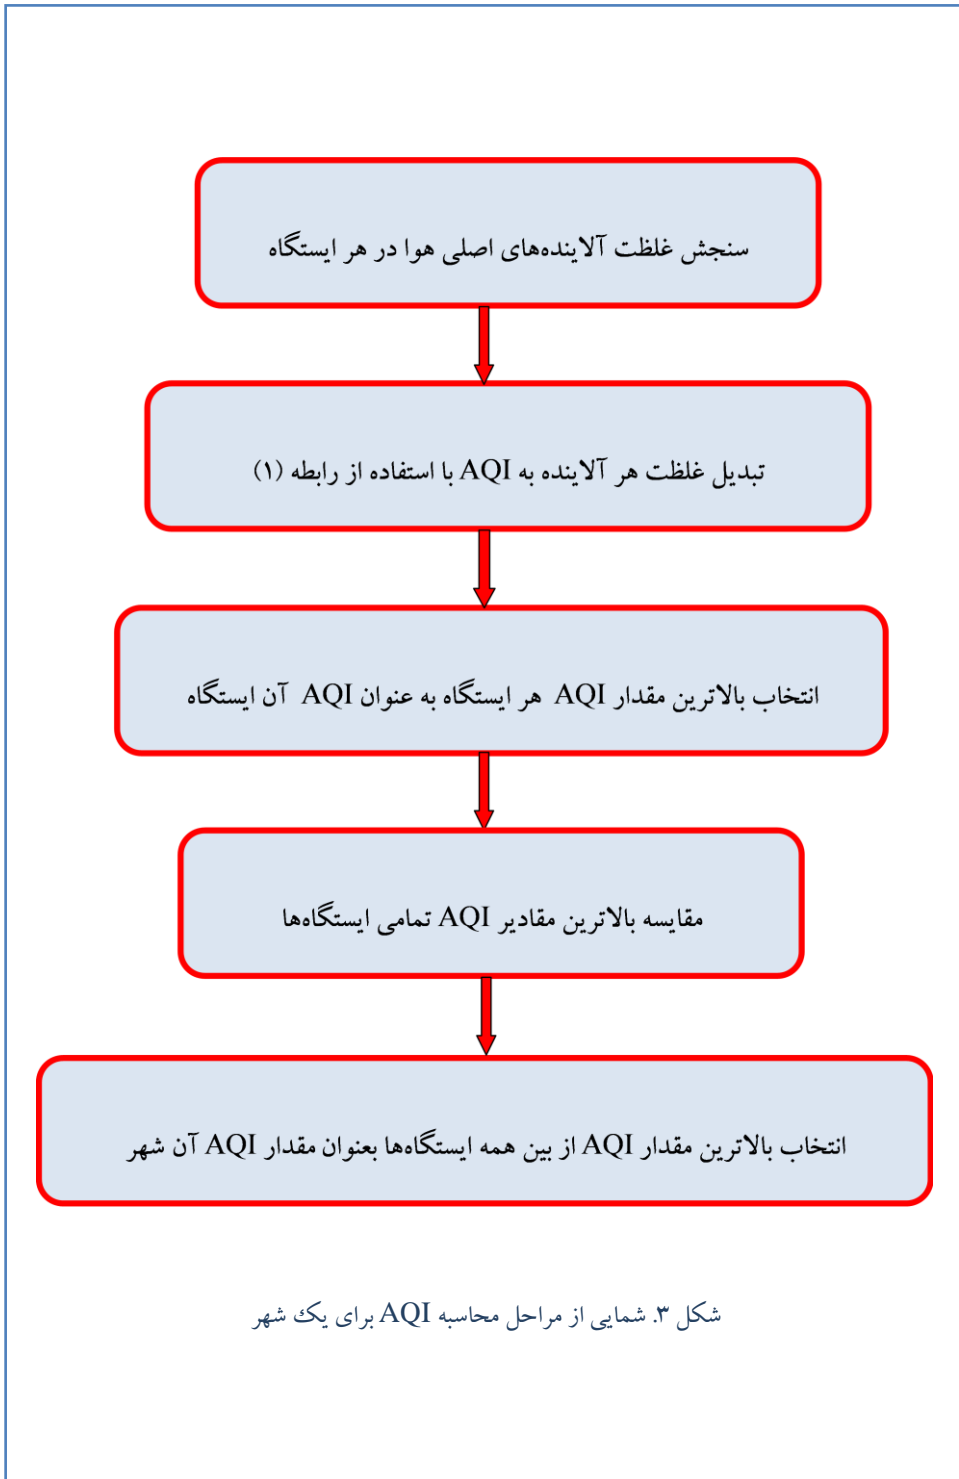 سنجش غلظت آلاینده‌های اصلی هوا در هر ایستگاه
تبدیل غلظت هر آلاینده به AQI با استفاده از رابطه (۱)
انتخاب بالاترین مقدار AQI هر ایستگاه به عنوان AQI آن ایستگاه
مقایسه بالاترین مقادیر AQI تمامی ایستگاه‌ها
انتخاب بالاترین مقدار AQI از بین همه ایستگاه‌ها بعنوان مقدار AQI آن شهر
شکل ۳. شمایی از مراحل محاسبه AQI برای یک شهر